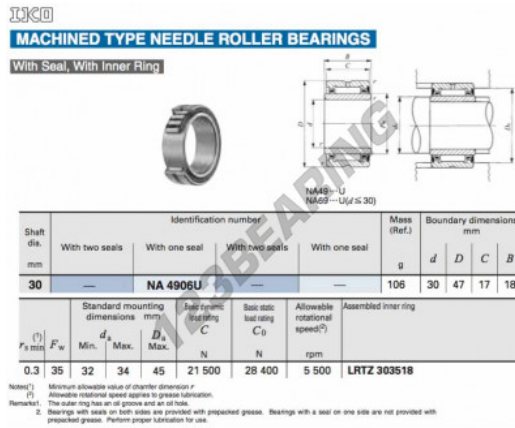 IKO
MACHINED TYPE NEEDLE ROLLER BEARINGS
With Seal, With Inner Ring
B
C
r
r
D
d
Da
NA49···U
NA69···U(d≦30)
123BEARING
Shaft dia. mm
Identification number
Mass (Ref.) g
Boundary dimensions mm
With two seals With one seal With two seals With one seal d D C B
30 — NA 4906U — — 106 30 47 17 18
rs min (1) Fw
Standard mounting dimensions mm
da Min. Max. Da Max.
Basic dynamic load rating C N
Basic static load rating C0 N
Allowable rotational speed(2) rpm
Assembled inner ring
0.3 35 32 34 45 21 500 28 400 5 500 LRTZ 303518
Notes(1) Minimum allowable value of chamfer dimension r
(2) Allowable rotational speed applies to grease lubrication.
Remarks1. The outer ring has an oil groove and an oil hole.
2. Bearings with seals on both sides are provided with prepacked grease. Bearings with a seal on one side are not provided with
prepacked grease. Perform proper lubrication for use.